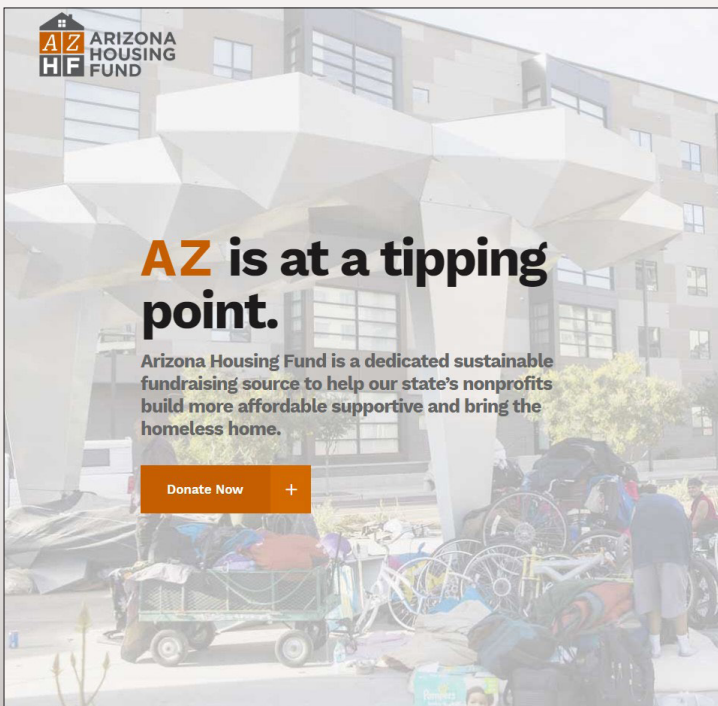 AZ
HF
ARIZONA
HOUSING
FUND
AZ is at a tipping
point.
Arizona Housing Fund is a dedicated sustainable
fundraising source to help our state's nonprofits
build more affordable supportive and bring the
homeless home.
Donate Now +
Pampers